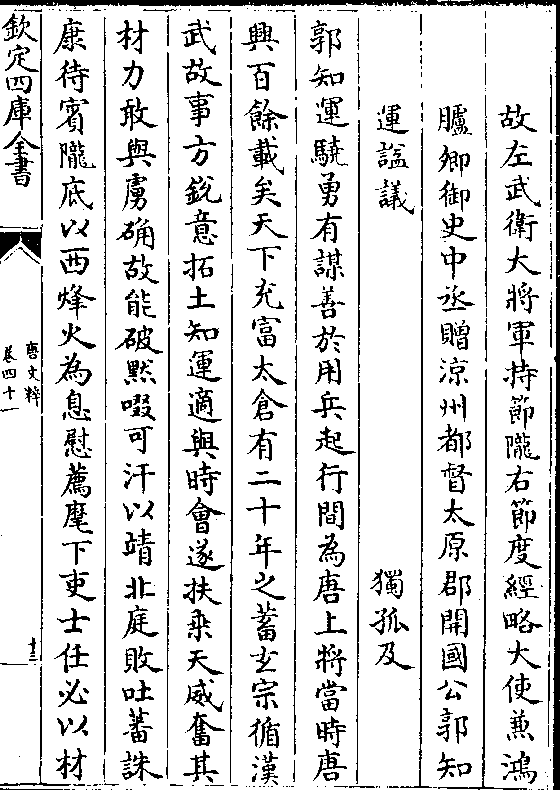 故左武衛大將軍持節隴右節度經略大使兼鴻
臚卿御史中丞贈涼州都督太原郡開國公郭知
運諡議 獨孤及
郭知運驍勇有謀善於用兵起行間為唐上將當時唐
興百餘載矣天下充富太倉有二十年之蓄玄宗循漢
武故事方銳意拓土知運適與時會遂扶乘天威奮其
材力敢與虜确故能破默啜可汗以靖北庭敗吐蕃誅
康待賓隴底以西烽火為息慰薦麾下吏士任必以材
欽定四庫全書
唐文粹
卷四十一
十三